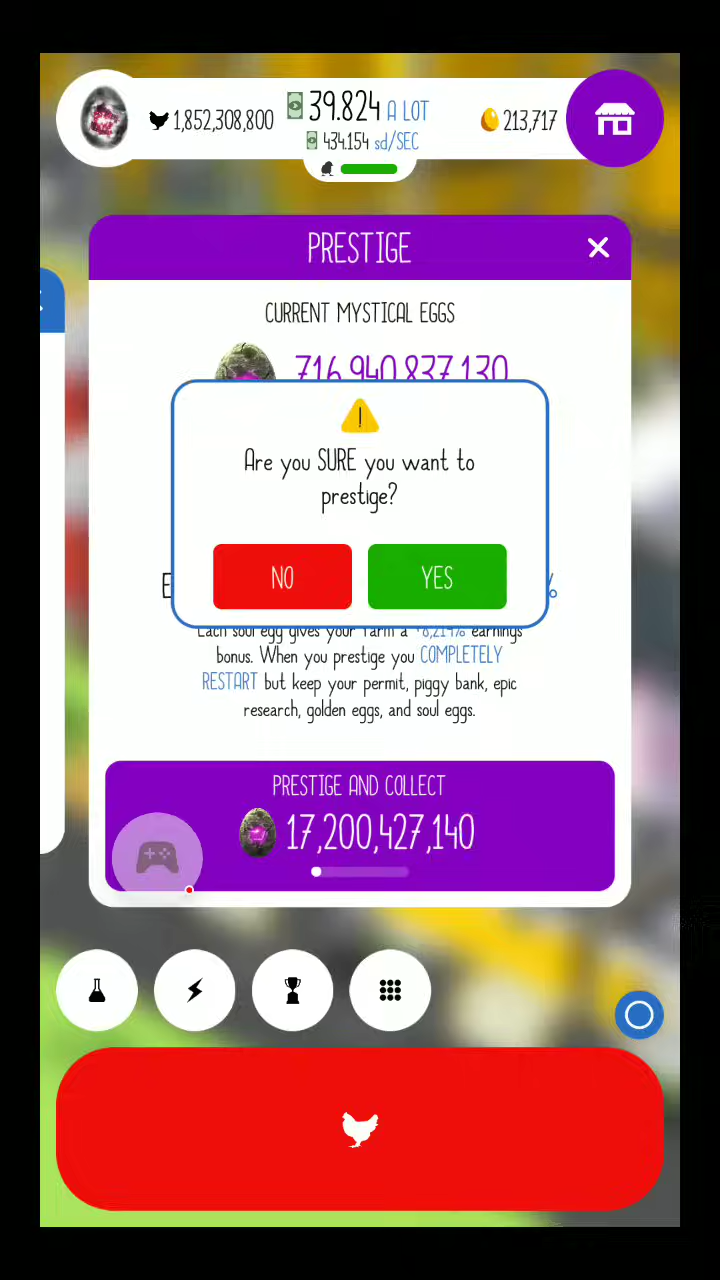 1,852,308,800
39.824 A LOT
434.154 sd/SEC
213,717
PRESTIGE
CURRENT MYSTICAL EGGS
716,940,837,130
Are you SURE you want to
prestige?
NO YES
E %
Each soul egg gives your farm a +8,219% earnings
bonus. When you prestige you COMPLETELY
RESTART but keep your permit, piggy bank, epic
research, golden eggs, and soul eggs.
PRESTIGE AND COLLECT
17,200,427,140